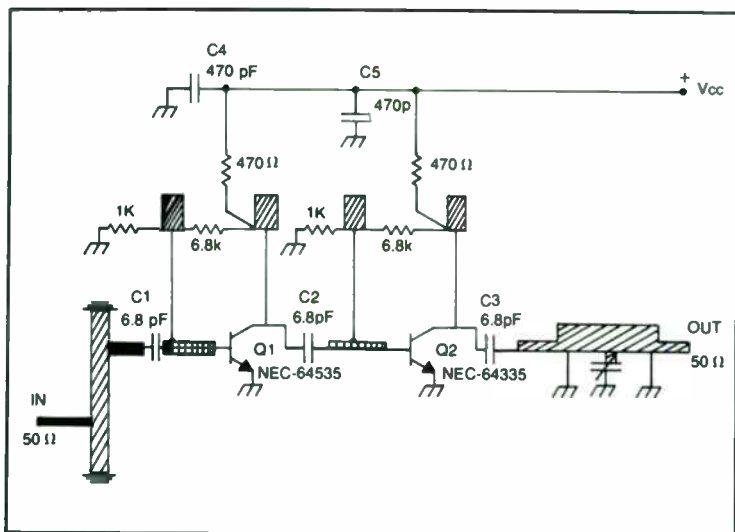 C4
470 pF
C5
470p
+
Vcc
470 Ω
470 Ω
1K
6.8k
1K
6.8k
C1
6.8 pF
C2
6.8pF
C3
6.8pF
Q1
NEC-64535
Q2
NEC-64335
OUT
50 Ω
IN
50 Ω